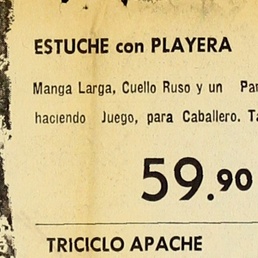 ESTUCHE con PLAYERA
Manga Larga, Cuello Ruso y un
haciendo Juego, para Caballero.
59.90
TRICICLO APACHE